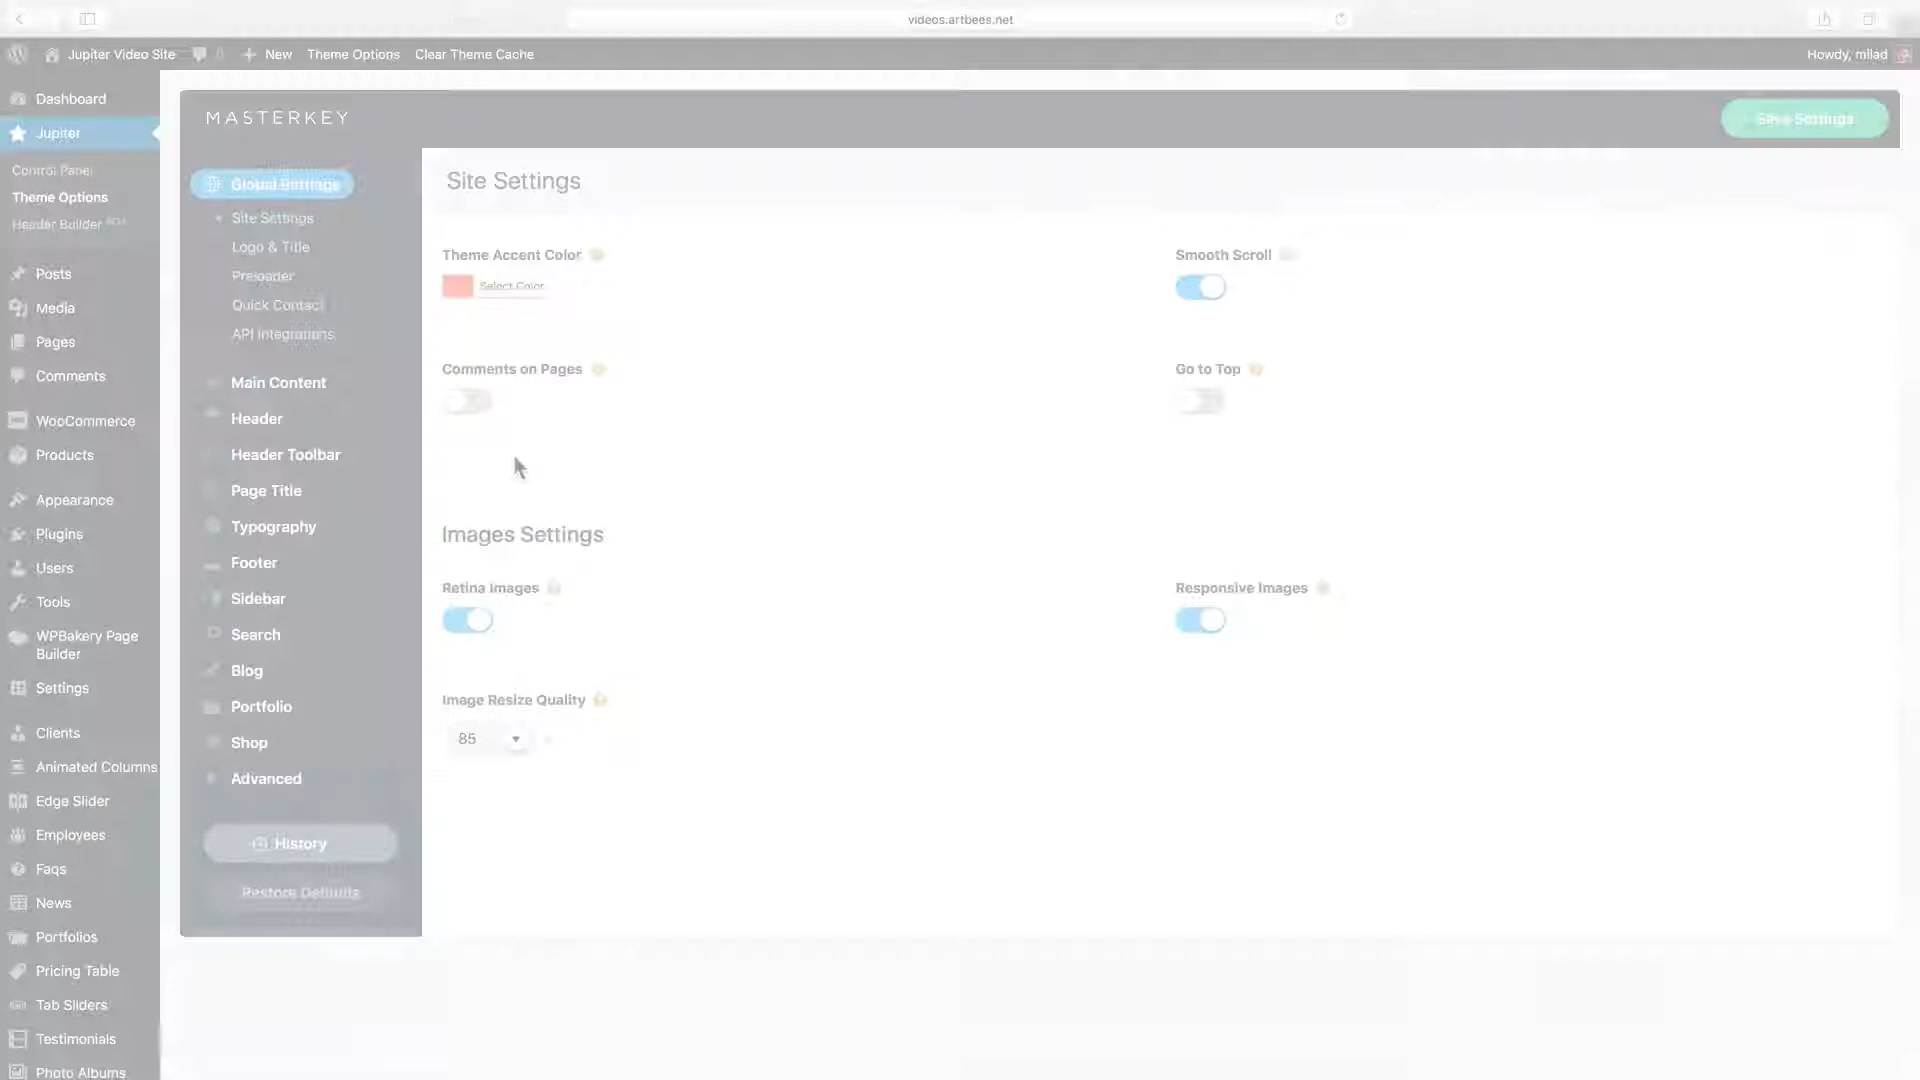 videos.artbees.net
Jupiter Video Site
0
New
Theme Options
Clear Theme Cache
Howdy, milad
Dashboard
Jupiter
Control Panel
Theme Options
Header Builder BETA
Posts
Media
Pages
Comments
WooCommerce
Products
Appearance
Plugins
Users
Tools
WPBakery Page
Builder
Settings
Clients
Animated Columns
Edge Slider
Employees
Faqs
News
Portfolios
Pricing Table
Tab Sliders
Testimonials
Photo Albums
MASTERKEY
Save Settings
Global Settings
Site Settings
Logo & Title
Preloader
Quick Contact
API Integrations
Main Content
Header
Header Toolbar
Page Title
Typography
Footer
Sidebar
Search
Blog
Portfolio
Shop
Advanced
History
Restore Defaults
Site Settings
Theme Accent Color
Select Color
Smooth Scroll
Comments on Pages
Go to Top
Images Settings
Retina Images
Responsive Images
Image Resize Quality
85